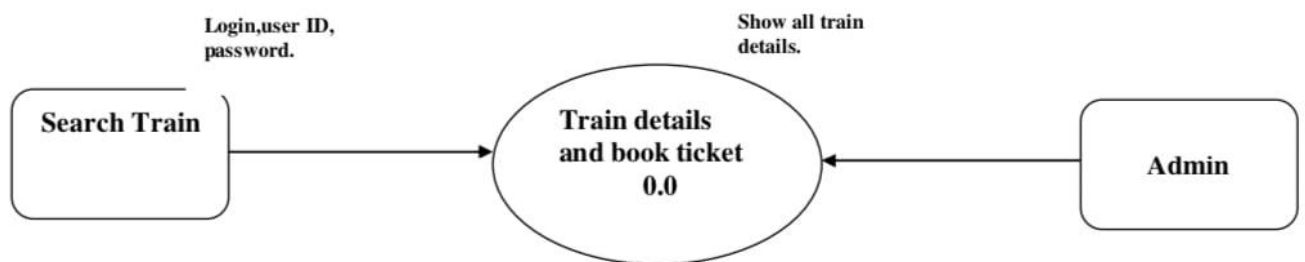 Login,user ID,
password.
Show all train
details.
Search Train
Train details
and book ticket
0.0
Admin